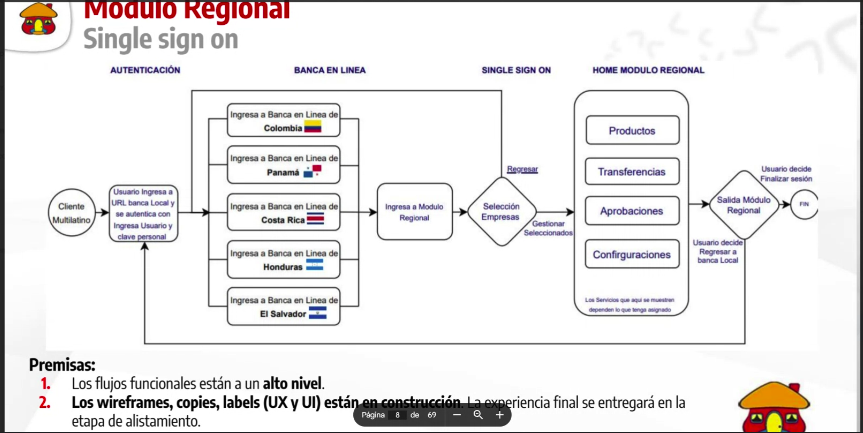 Modulo Regional
Single sign on
AUTENTICACIÓN
BANCA EN LINEA
SINGLE SIGN ON
HOME MODULO REGIONAL
Cliente
Multilatino
Usuario Ingresa a
URL banca Local y
se autentica con
Ingresa Usuario y
clave personal
Ingresa a Banca en Linea de
Colombia
Ingresa a Banca en Linea de
Panamá
Ingresa a Banca en Linea de
Costa Rica
Ingresa a Banca en Linea de
Honduras
Ingresa a Banca en Linea de
El Salvador
Ingresa a Modulo
Regional
Regresar
Selección
Empresas
Gestionar
Seleccionados
Productos
Transferencias
Aprobaciones
Confirguraciones
Los Servicios que aqui se muestren
dependen lo que tenga asignado
Salida Módulo
Regional
Usuario decide
Finalizar sesión
FIN
Usuario decide
Regresar a
banca Local
Premisas:
1. Los flujos funcionales están a un alto nivel.
2. Los wireframes, copies, labels (UX y UI) están en construcción. La experiencia final se entregará en la
etapa de alistamiento.
Página 8 de 69